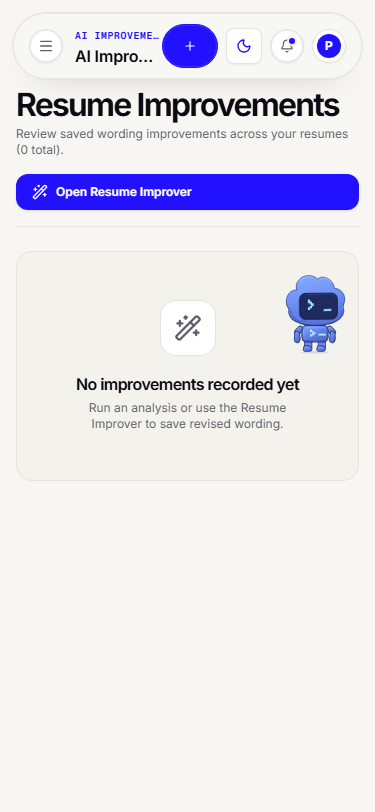 AI IMPROVEME…
AI Impro…
P
Resume Improvements
Review saved wording improvements across your resumes
(0 total).
Open Resume Improver
No improvements recorded yet
Run an analysis or use the Resume
Improver to save revised wording.